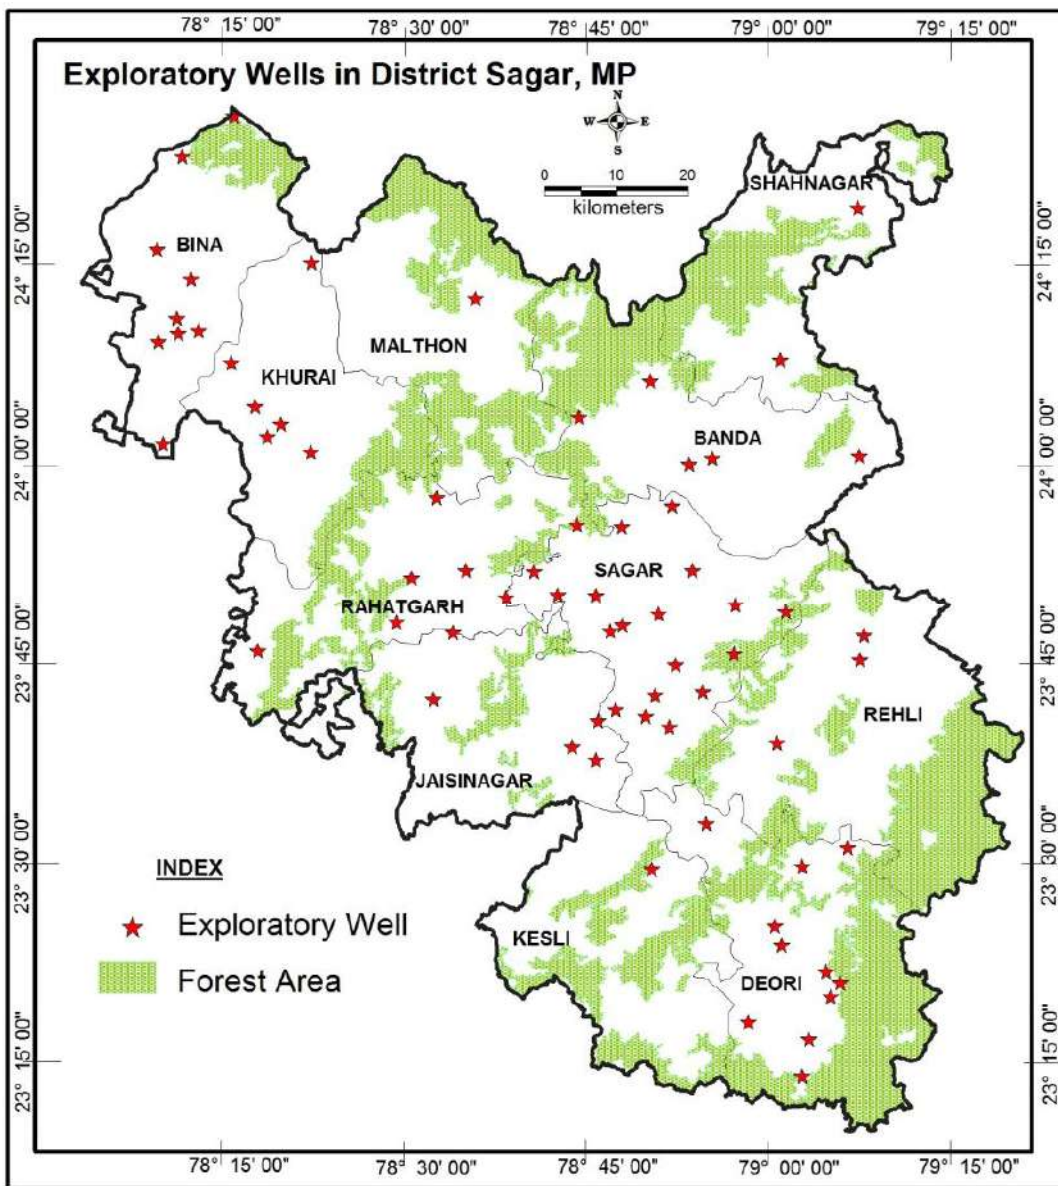 78° 15' 00" 78° 30' 00" 78° 45' 00" 79° 00' 00" 79° 15' 00"
Exploratory Wells in District Sagar, MP
N
W E
S
0 10 20
kilometers
SHAHNAGAR
24° 15' 00" 24° 15' 00"
BINA
MALTHON
KHURAI
BANDA
24° 00' 00" 24° 00' 00"
SAGAR
RAHATGARH
23° 45' 00" 23° 45' 00"
REHLI
JAISINAGAR
23° 30' 00" 23° 30' 00"
INDEX
Exploratory Well
Forest Area
KESLI
DEORI
23° 15' 00" 23° 15' 00"
78° 15' 00" 78° 30' 00" 78° 45' 00" 79° 00' 00" 79° 15' 00"